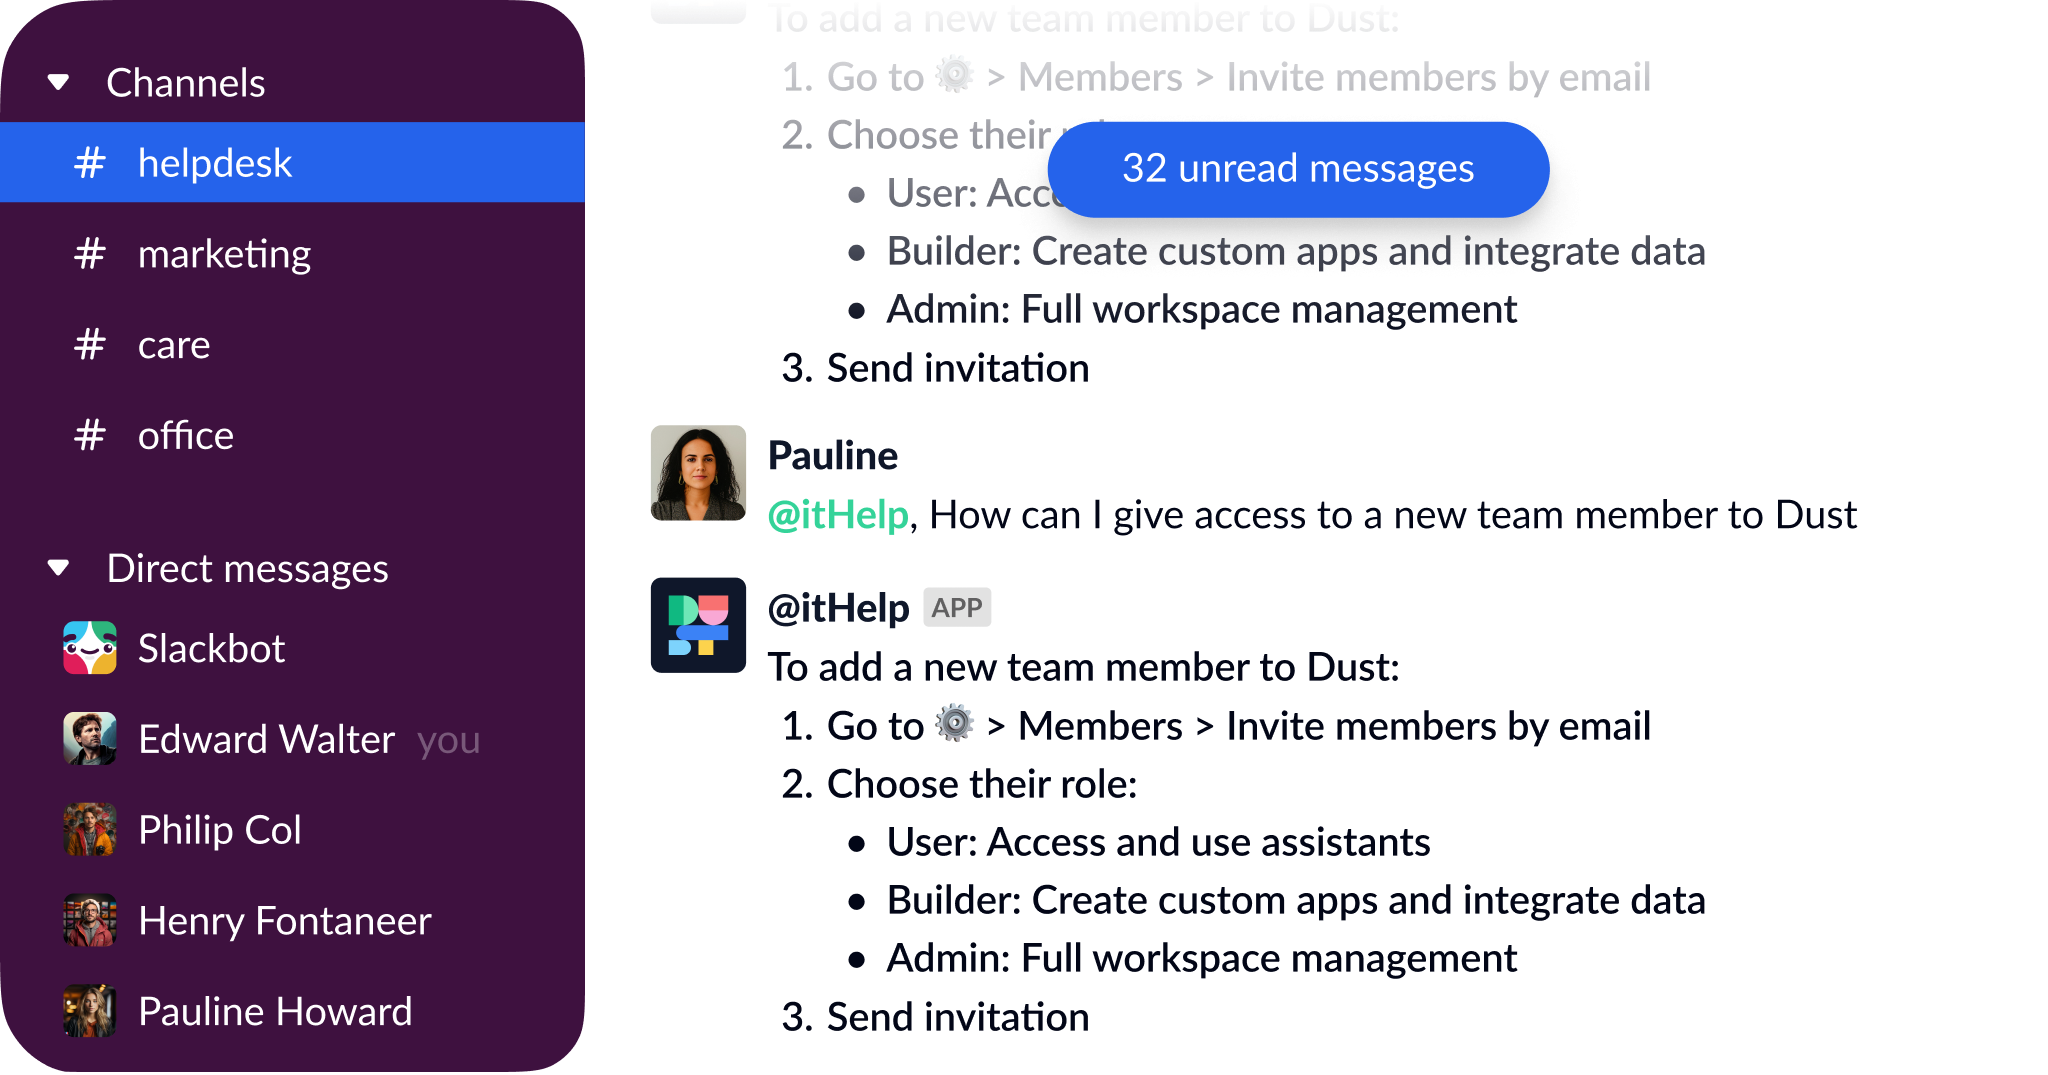 Channels
# helpdesk
# marketing
# care
# office
Direct messages
Slackbot
Edward Walter you
Philip Col
Henry Fontaneer
Pauline Howard
To add a new team member to Dust:
1. Go to > Members > Invite members by email
2. Choose their
32 unread messages
• User:
• Builder: Create custom apps and integrate data
• Admin: Full workspace management
3. Send invitation
Pauline
@itHelp, How can I give access to a new team member to Dust
@itHelp APP
To add a new team member to Dust:
1. Go to > Members > Invite members by email
2. Choose their role:
• User: Access and use assistants
• Builder: Create custom apps and integrate data
• Admin: Full workspace management
3. Send invitation